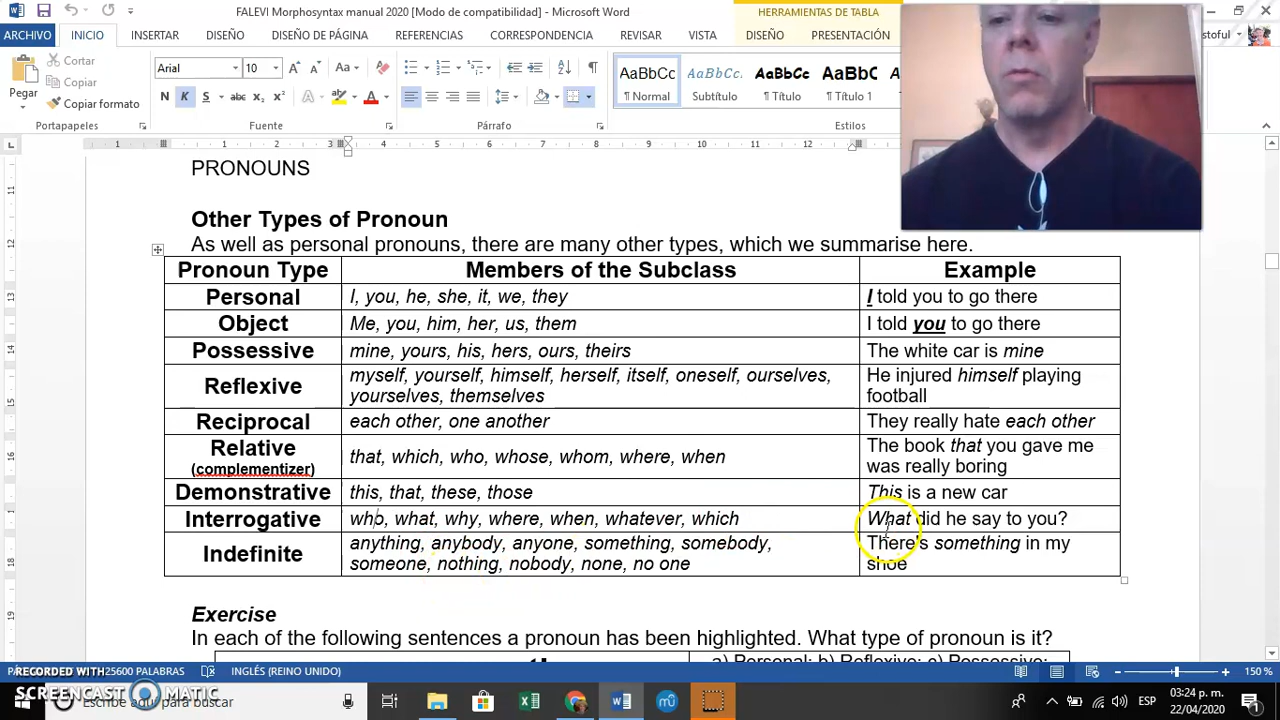 FALEVI Morphosyntax manual 2020 [Modo de compatibilidad] - Microsoft Word
HERRAMIENTAS DE TABLA
ARCHIVO INICIO INSERTAR DISEÑO DISEÑO DE PÁGINA REFERENCIAS CORRESPONDENCIA REVISAR VISTA DISEÑO PRESENTACIÓN
Pegar
Cortar
Copiar
Copiar formato
Arial 10
N K S abc x₂ x²
AaBbCc AaBbCc. AaBbCc AaBbC
¶ Normal Subtítulo ¶ Título ¶ Título 1
Portapapeles Fuente Párrafo Estilos
PRONOUNS
Other Types of Pronoun
As well as personal pronouns, there are many other types, which we summarise here.
Pronoun Type Members of the Subclass Example
Personal I, you, he, she, it, we, they I told you to go there
Object Me, you, him, her, us, them I told you to go there
Possessive mine, yours, his, hers, ours, theirs The white car is mine
Reflexive myself, yourself, himself, herself, itself, oneself, ourselves, yourselves, themselves He injured himself playing football
Reciprocal each other, one another They really hate each other
Relative (complementizer) that, which, who, whose, whom, where, when The book that you gave me was really boring
Demonstrative this, that, these, those This is a new car
Interrogative who, what, why, where, when, whatever, which What did he say to you?
Indefinite anything, anybody, anyone, something, somebody, someone, nothing, nobody, none, no one There's something in my shoe
Exercise
In each of the following sentences a pronoun has been highlighted. What type of pronoun is it?
a) Personal; b) Reflexive; c) Possessive;
25600 PALABRAS INGLÉS (REINO UNIDO) 150 %
RECORDED WITH
SCREENCAST MATIC
Escribe aquí para buscar
ESP
03:24 p. m.
22/04/2020